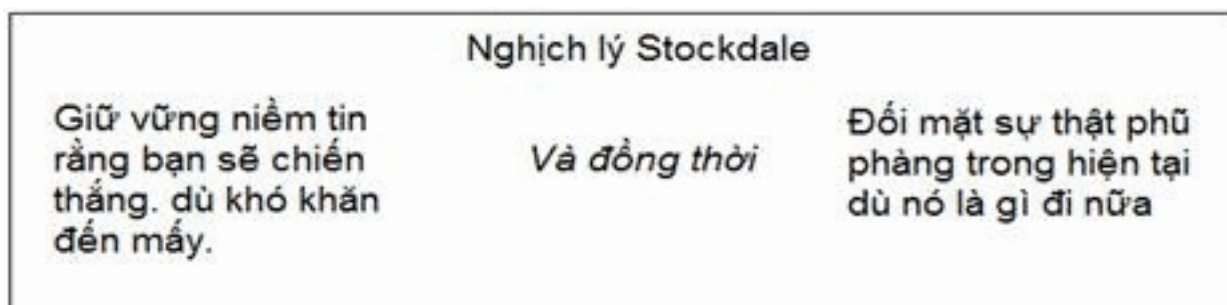 Nghịch lý Stockdale
Giữ vững niềm tin
rằng bạn sẽ chiến
thắng. dù khó khăn
đến mấy.
Và đồng thời
Đối mặt sự thật phũ
phàng trong hiện tại
dù nó là gì đi nữa